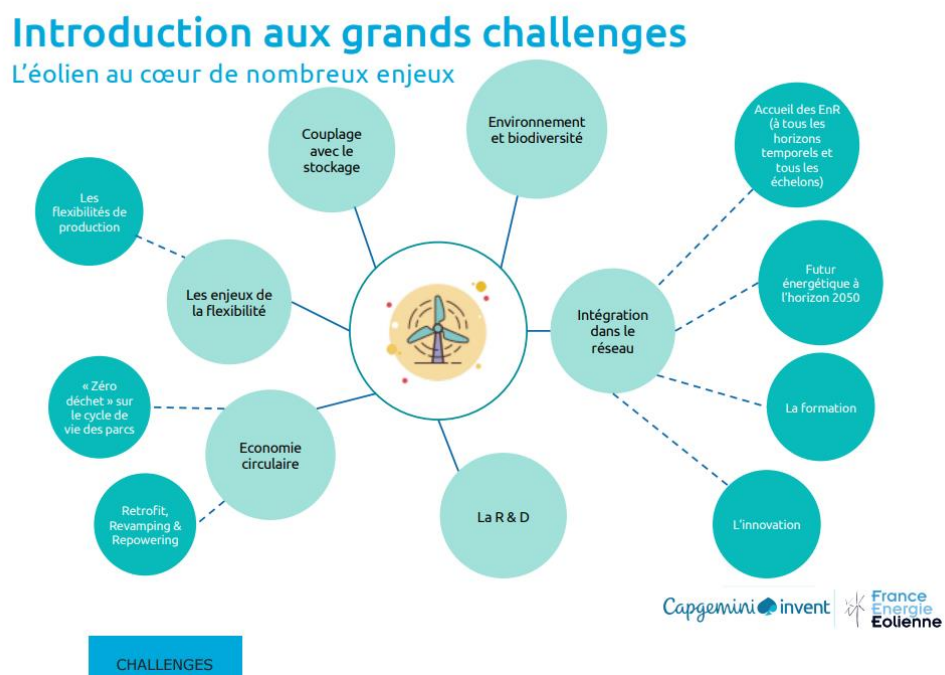 Introduction aux grands challenges
L'éolien au cœur de nombreux enjeux
Couplage
avec le
stockage
Environnement
et biodiversité
Accueil des EnR
(à tous les
horizons
temporels et
tous les
échelons)
Les
flexibilités de
production
Les enjeux de
la flexibilité
Intégration
dans le
réseau
Futur
énergétique à
l'horizon 2050
« Zéro
déchet » sur
le cycle de
vie des parcs
Economie
circulaire
La formation
Retrofit,
Revamping &
Repowering
La R & D
L'innovation
Capgemini invent
France
Energie
Eolienne
CHALLENGES